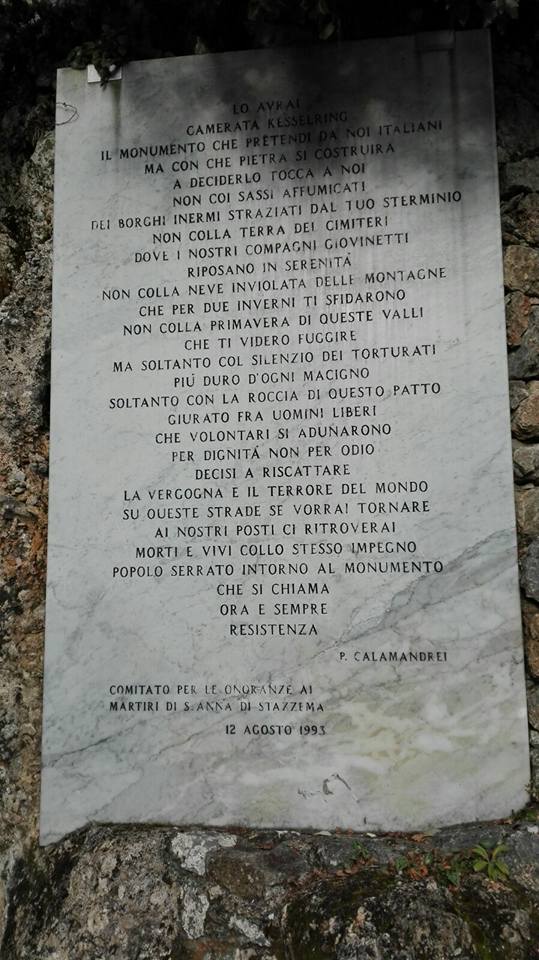 LO AVRAI
CAMERATA KESSELRING
IL MONUMENTO CHE PRETENDI DA NOI ITALIANI
MA CON CHE PIETRA SI COSTRUIRÀ
A DECIDERLO TOCCA A NOI
NON COI SASSI AFFUMICATI
DEI BORGHI INERMI STRAZIATI DAL TUO STERMINIO
NON COLLA TERRA DEI CIMITERI
DOVE I NOSTRI COMPAGNI GIOVINETTI
RIPOSANO IN SERENITÁ
NON COLLA NEVE INVIOLATA DELLE MONTAGNE
CHE PER DUE INVERNI TI SFIDARONO
NON COLLA PRIMAVERA DI QUESTE VALLI
CHE TI VIDERO FUGGIRE
MA SOLTANTO COL SILENZIO DEI TORTURATI
PIÚ DURO D'OGNI MACIGNO
SOLTANTO CON LA ROCCIA DI QUESTO PATTO
GIURATO FRA UOMINI LIBERI
CHE VOLONTARI SI ADUNARONO
PER DIGNITÁ NON PER ODIO
DECISI A RISCATTARE
LA VERGOGNA E IL TERRORE DEL MONDO
SU QUESTE STRADE SE VORRAI TORNARE
AI NOSTRI POSTI CI RITROVERAI
MORTI E VIVI COLLO STESSO IMPEGNO
POPOLO SERRATO INTORNO AL MONUMENTO
CHE SI CHIAMA
ORA E SEMPRE
RESISTENZA
P. CALAMANDREI
COMITATO PER LE ONORANZE AI
MARTIRI DI S. ANNA DI STAZZEMA
12 AGOSTO 1993